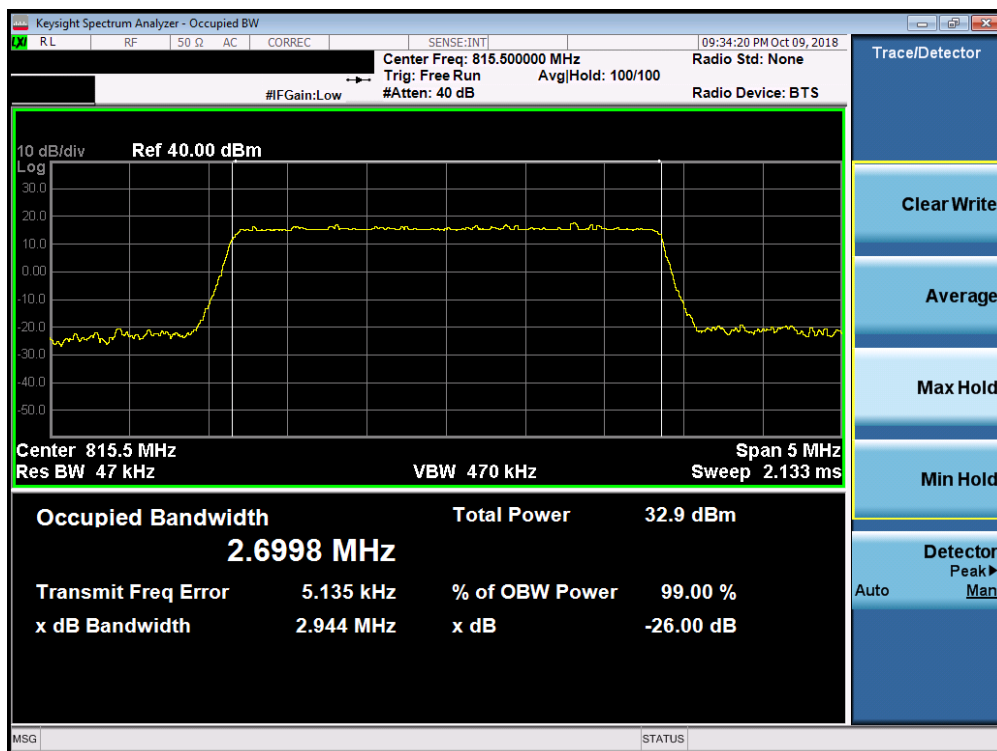 Keysight Spectrum Analyzer - Occupied BW
LXI RL RF 50 Ω AC CORREC SENSE:INT 09:34:20 PM Oct 09, 2018
Center Freq: 815.500000 MHz Radio Std: None
Trig: Free Run Avg|Hold: 100/100
#IFGain:Low #Atten: 40 dB Radio Device: BTS
Trace/Detector
10 dB/div Ref 40.00 dBm
Log
30.0
20.0
10.0
0.00
-10.0
-20.0
-30.0
-40.0
-50.0
Center 815.5 MHz Span 5 MHz
Res BW 47 kHz VBW 470 kHz Sweep 2.133 ms
Occupied Bandwidth Total Power 32.9 dBm
2.6998 MHz
Transmit Freq Error 5.135 kHz % of OBW Power 99.00 %
x dB Bandwidth 2.944 MHz x dB -26.00 dB
Clear Write
Average
Max Hold
Min Hold
Detector
Peak▶
Auto Man
MSG STATUS